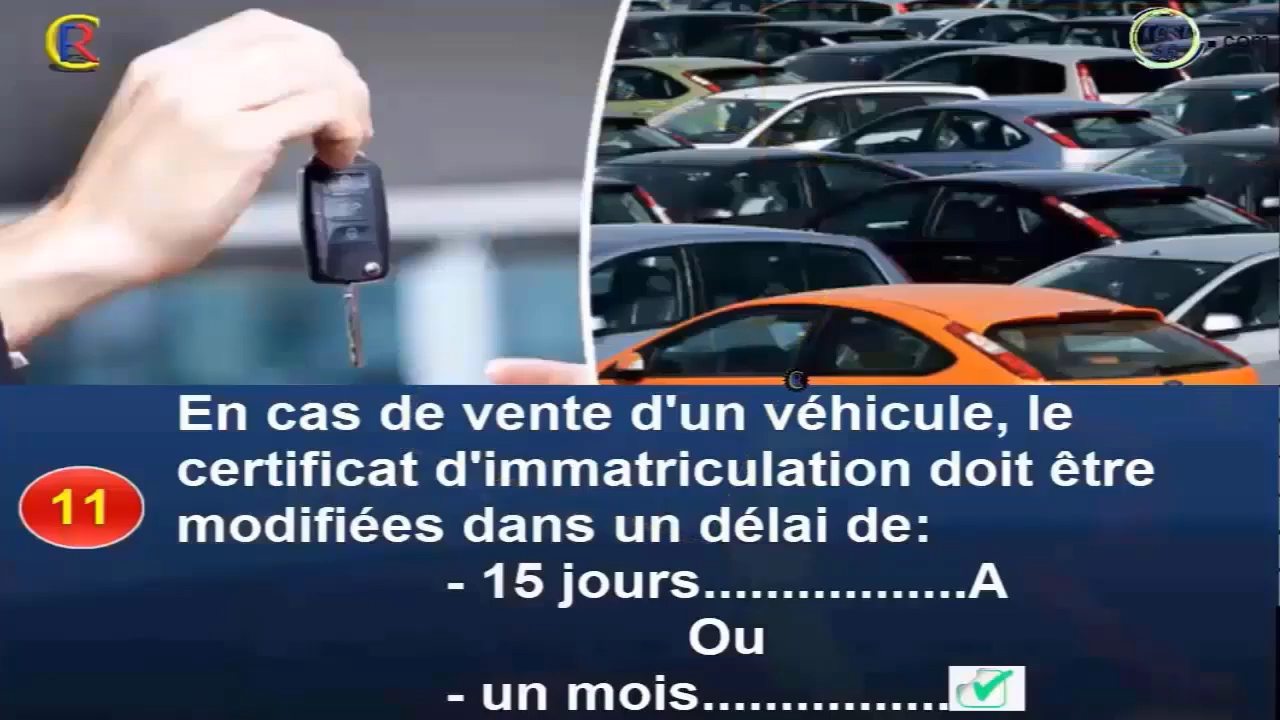 En cas de vente d'un véhicule, le
certificat d'immatriculation doit être
11
modifiées dans un délai de:
- 15 jours.................A
Ou
- un mois................
.com